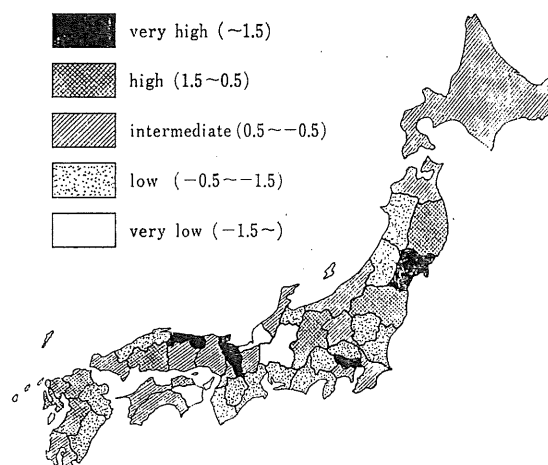 very high (~1.5)
high (1.5~0.5)
intermediate (0.5~-0.5)
low (-0.5~-1.5)
very low (-1.5~)